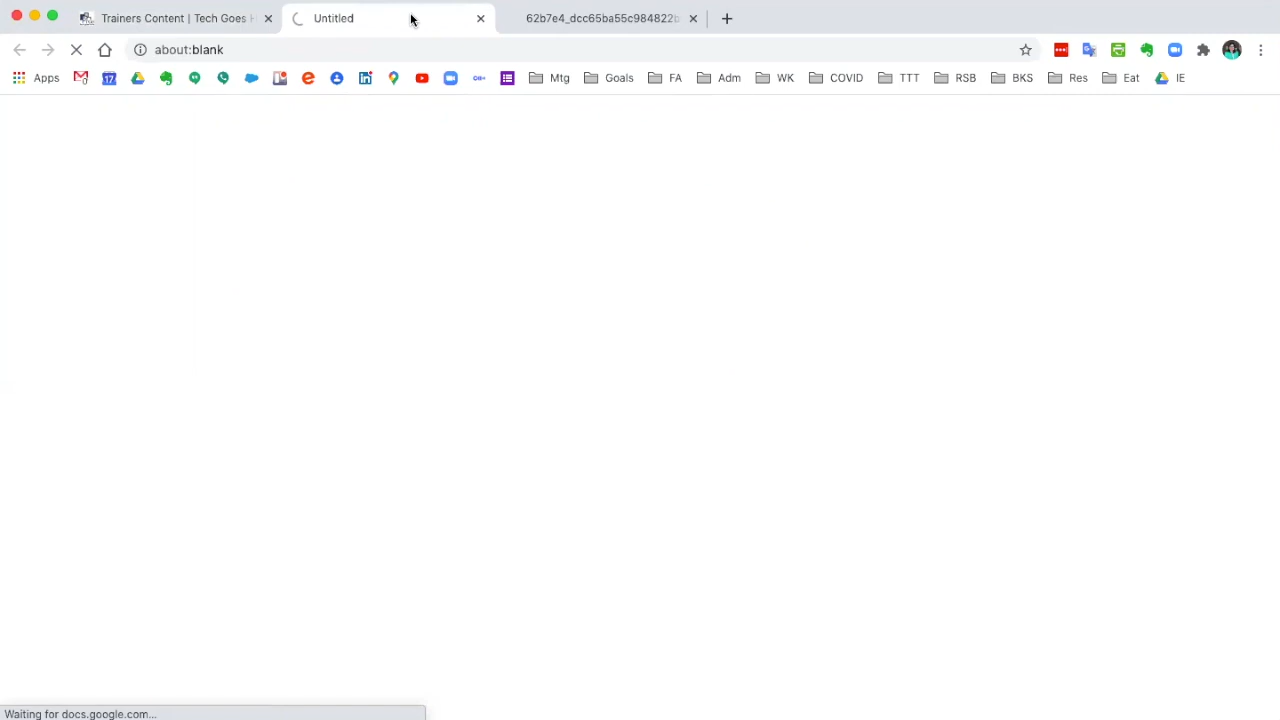 Trainers Content | Tech Goes H
Untitled
62b7e4_dcc65ba55c984822b
about:blank
Apps
17
Mtg
Goals
FA
Adm
WK
COVID
TTT
RSB
BKS
Res
Eat
IE
Waiting for docs.google.com...